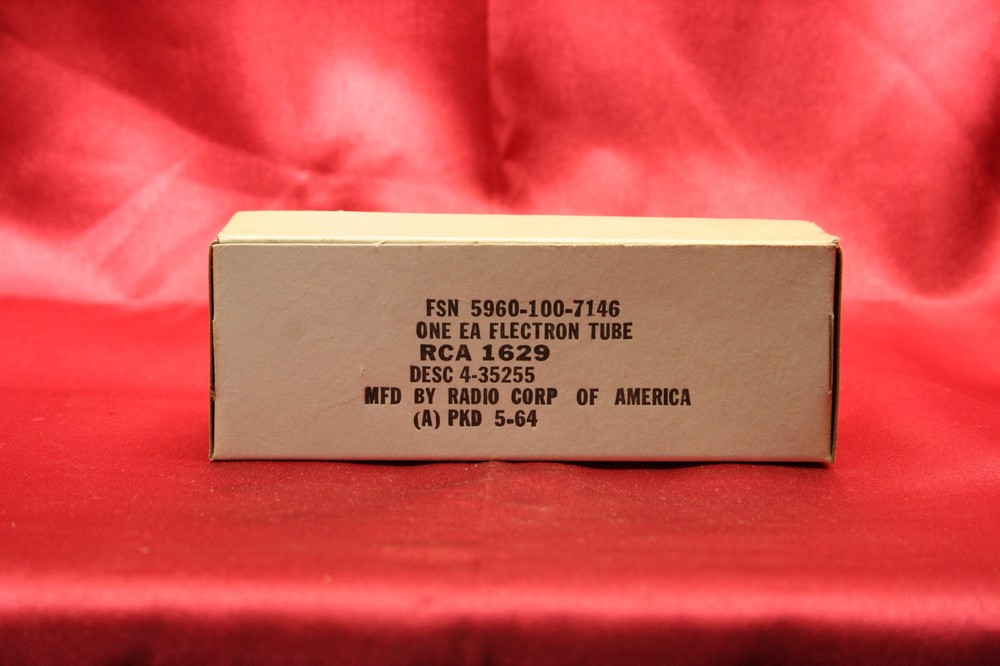 FSN 5960-100-7146
ONE EA FLECTRON TUBE
RCA 1629
DESC 4-35255
MFD BY RADIO CORP OF AMERICA
(A) PKD 5-64